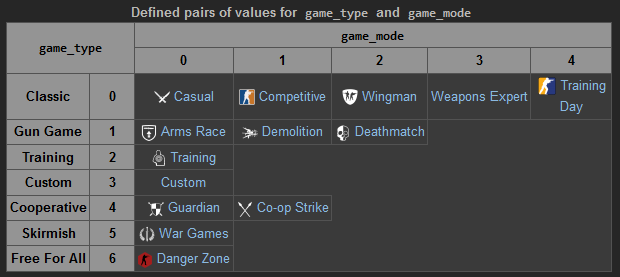 Defined pairs of values for game_type and game_mode
game_type
game_mode
0 1 2 3 4
Classic 0 Casual Competitive Wingman Weapons Expert Training
Day
Gun Game 1 Arms Race Demolition Deathmatch
Training 2 Training
Custom 3 Custom
Cooperative 4 Guardian Co-op Strike
Skirmish 5 War Games
Free For All 6 Danger Zone